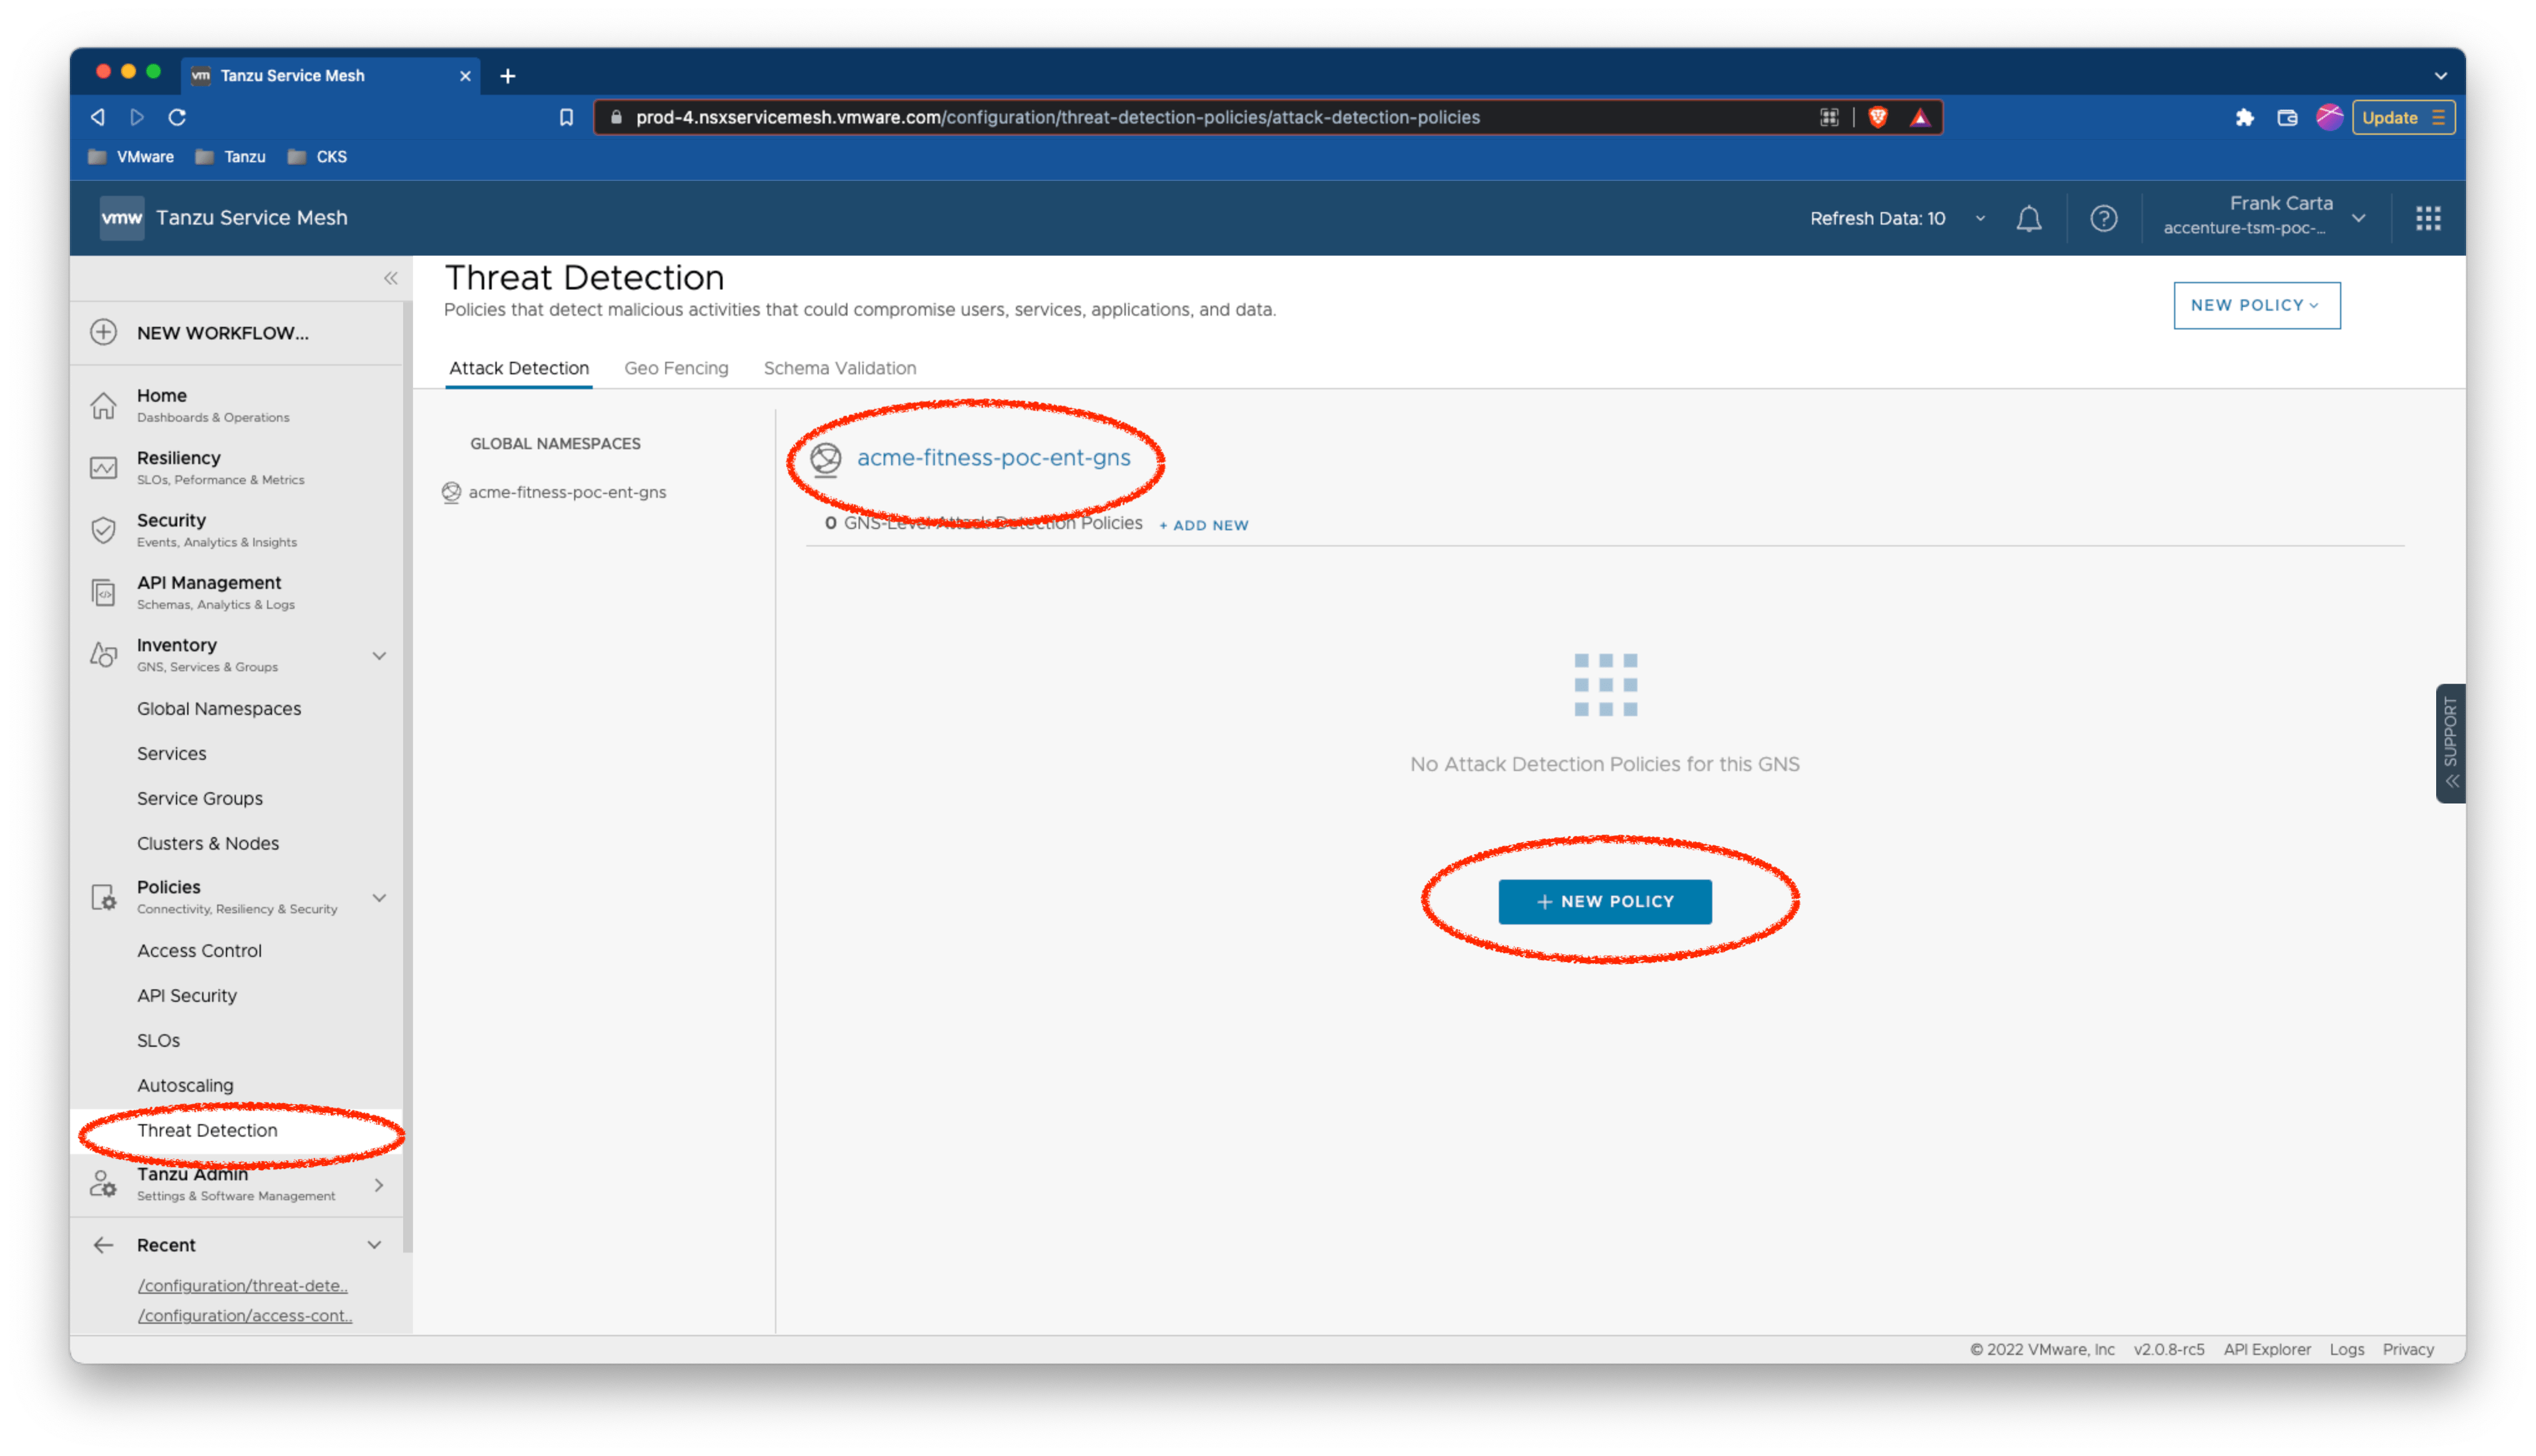 vm Tanzu Service Mesh
prod-4.nsxservicemesh.vmware.com/configuration/threat-detection-policies/attack-detection-policies
Update
VMware Tanzu CKS
vmw Tanzu Service Mesh
Refresh Data: 10
Frank Carta
accenture-tsm-poc-...
NEW WORKFLOW...
Home
Dashboards & Operations
Resiliency
SLOs, Peformance & Metrics
Security
Events, Analytics & Insights
API Management
Schemas, Analytics & Logs
Inventory
GNS, Services & Groups
Global Namespaces
Services
Service Groups
Clusters & Nodes
Policies
Connectivity, Resiliency & Security
Access Control
API Security
SLOs
Autoscaling
Threat Detection
Tanzu Admin
Settings & Software Management
Recent
/configuration/threat-dete..
/configuration/access-cont..
Threat Detection
Policies that detect malicious activities that could compromise users, services, applications, and data.
NEW POLICY
Attack Detection Geo Fencing Schema Validation
GLOBAL NAMESPACES
acme-fitness-poc-ent-gns
acme-fitness-poc-ent-gns
0 GNS-Level Attack Detection Policies + ADD NEW
No Attack Detection Policies for this GNS
+ NEW POLICY
SUPPORT
© 2022 VMware, Inc v2.0.8-rc5 API Explorer Logs Privacy